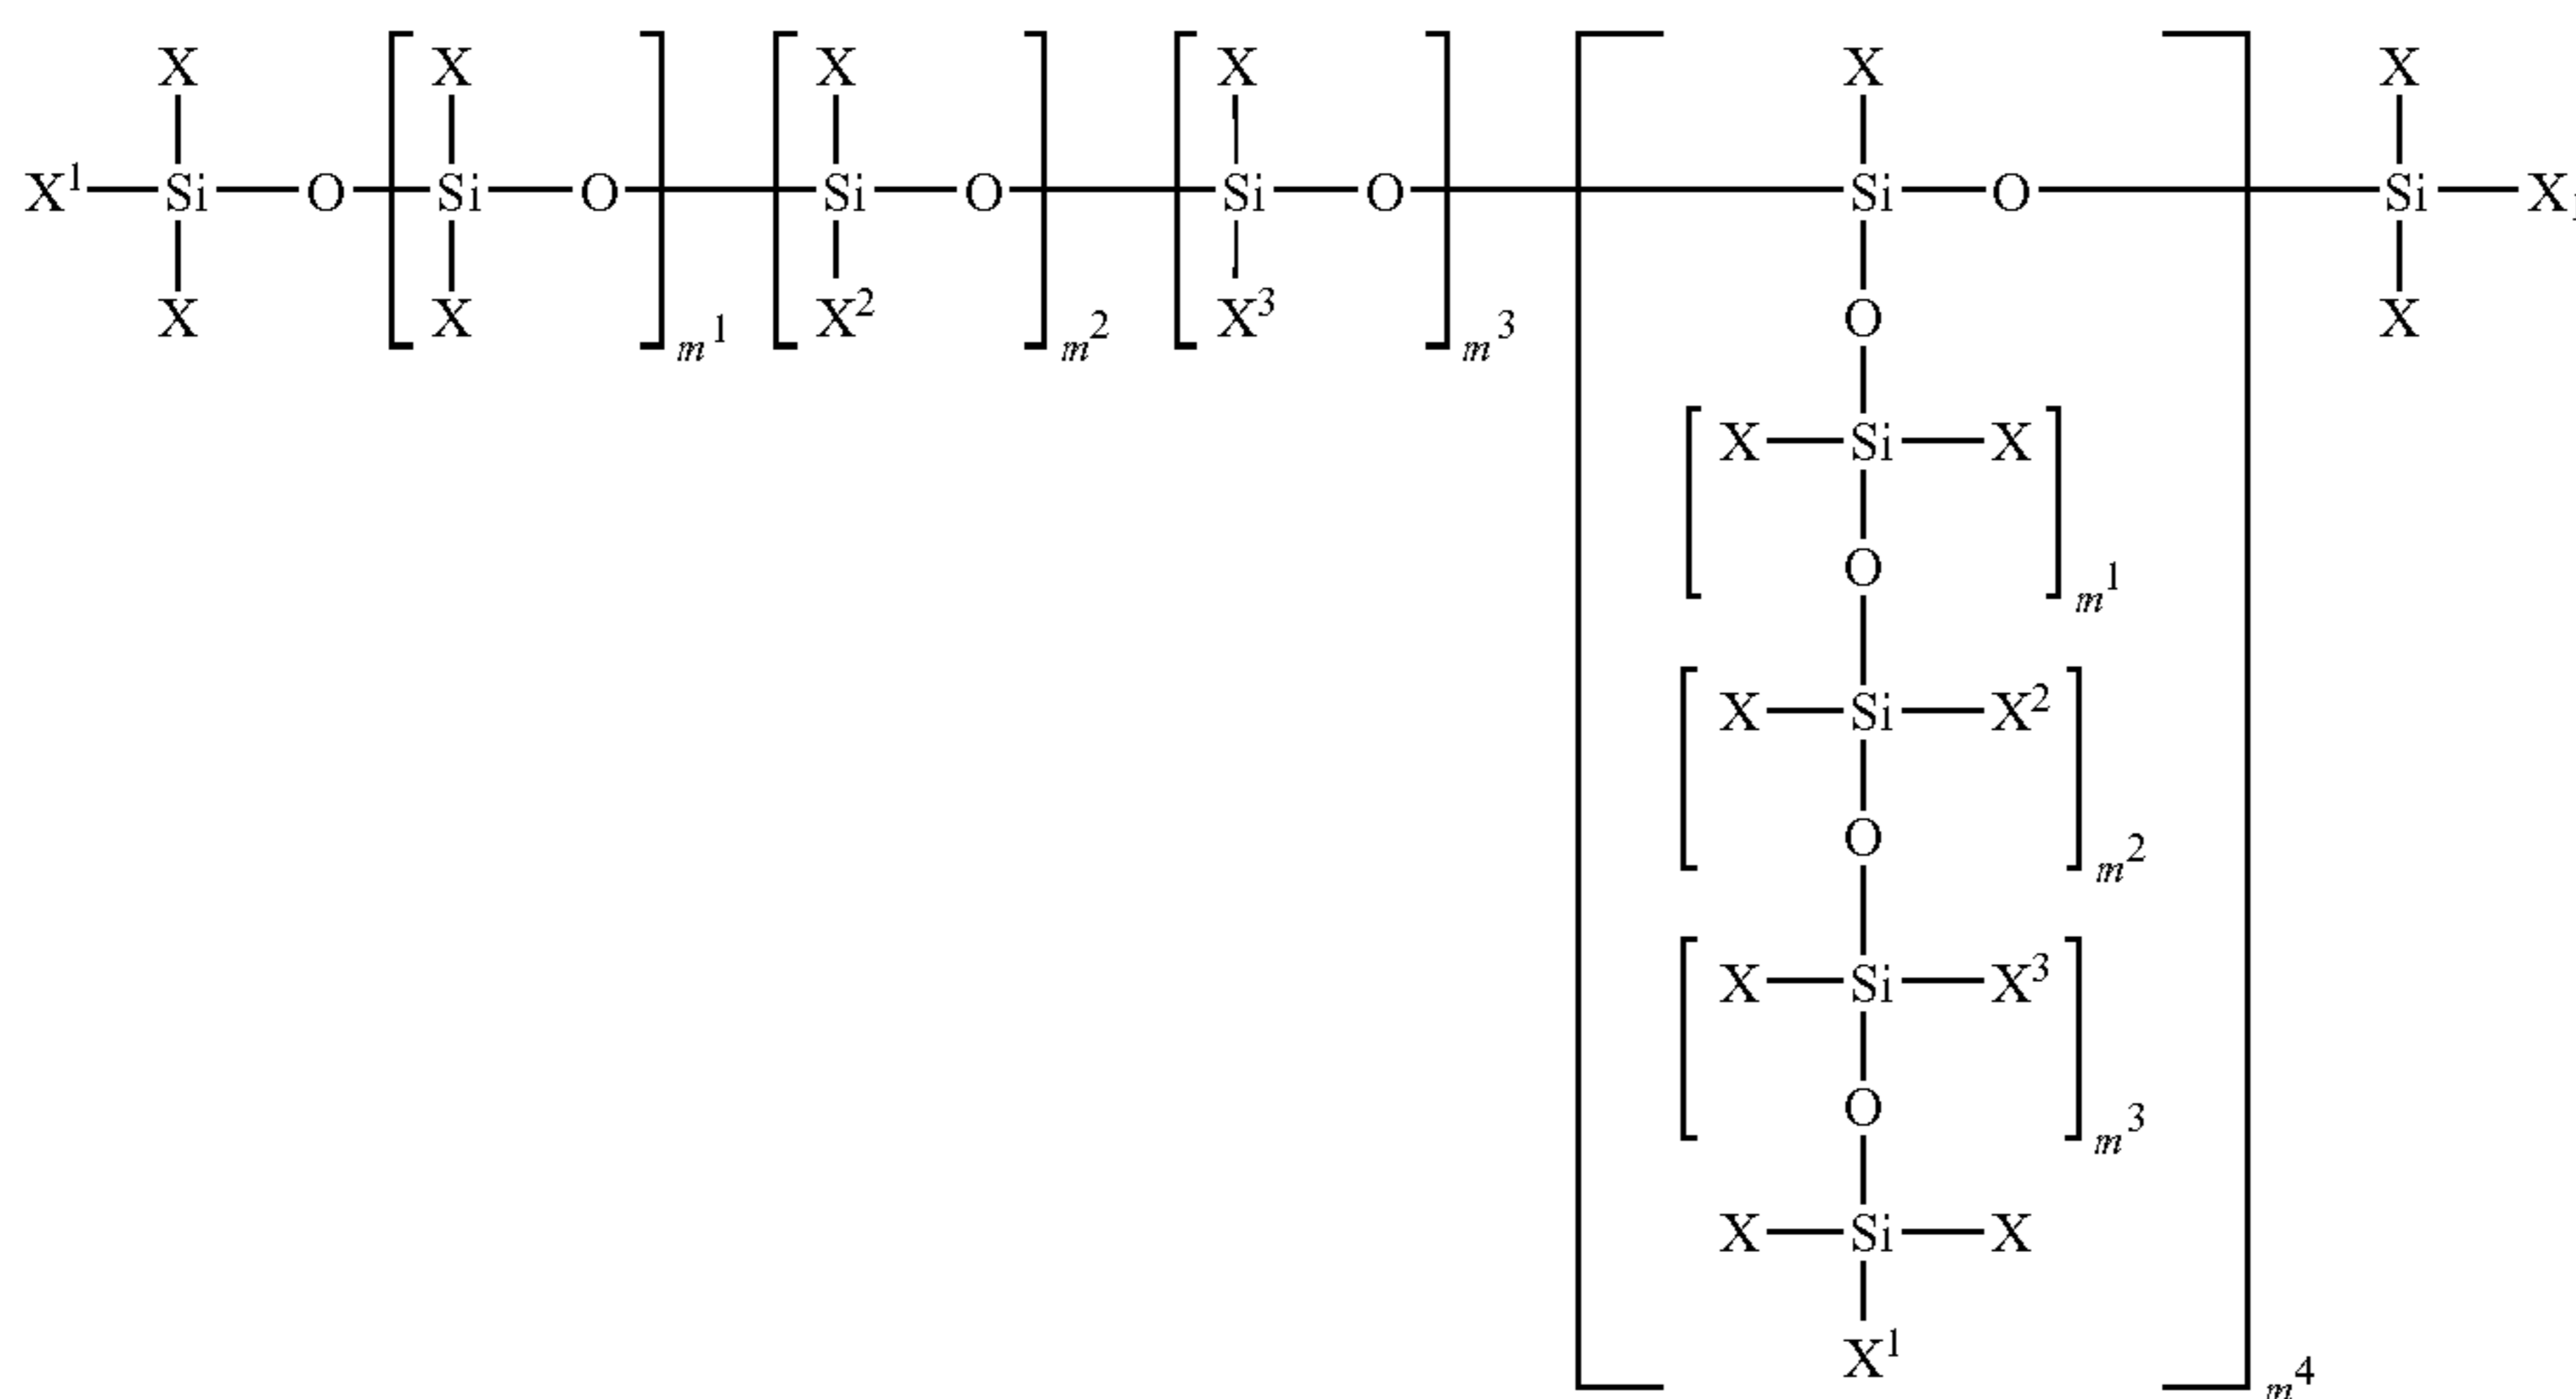 X X X X X X
X¹—Si—O—[Si—O]m¹—[Si—O]m²—[Si—O]m³—[Si—O]—Si—X₁
X X X² X³ O X
[X—Si—X]m¹
O
[X—Si—X²]m²
O
[X—Si—X³]m³
O
X—Si—X
X¹ m⁴